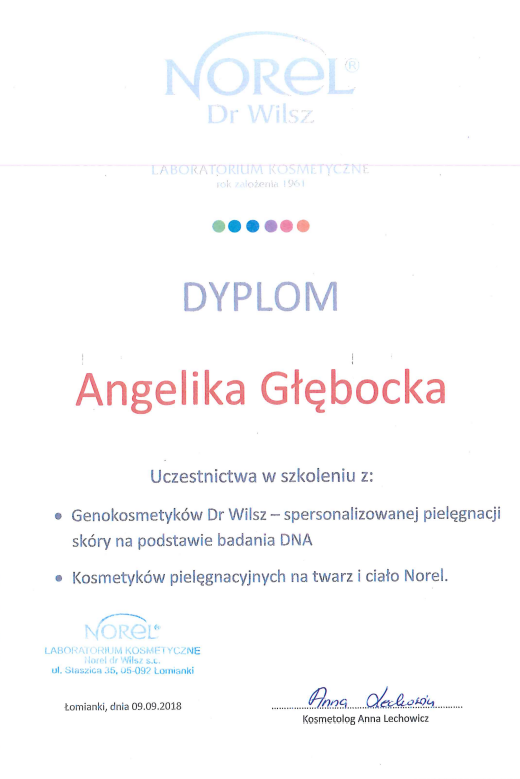 NOREL®
Dr Wilsz
LABORATORIUM KOSMETYCZNE
rok założenia 1961
DYPLOM
Angelika Głębocka
Uczestnictwa w szkoleniu z:
• Genokosmetyków Dr Wilsz – spersonalizowanej pielęgnacji
skóry na podstawie badania DNA
• Kosmetyków pielęgnacyjnych na twarz i ciało Norel.
NOREL®
LABORATORIUM KOSMETYCZNE
Norel dr Wilsz s.c.
ul. Staszica 35, 05-092 Łomianki
Łomianki, dnia 09.09.2018
Anna Lechowicz
Kosmetolog Anna Lechowicz